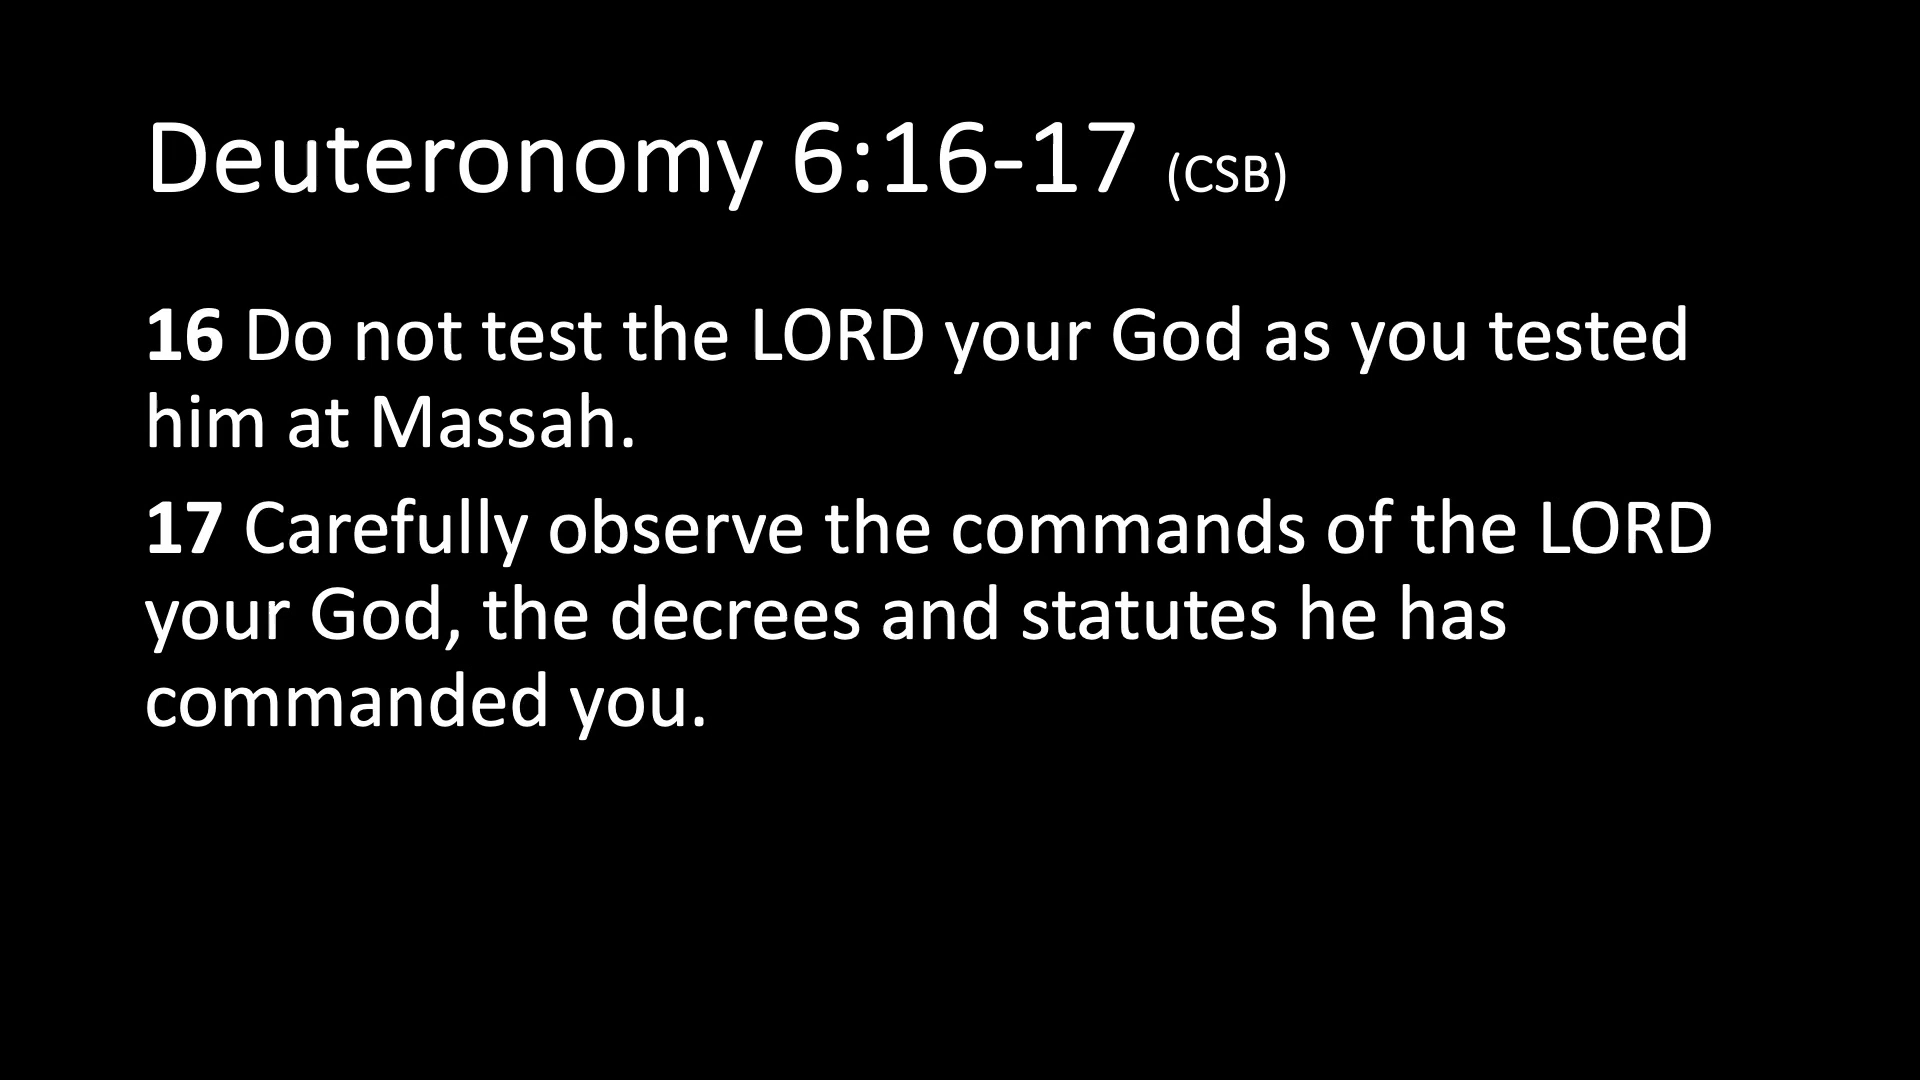 Deuteronomy 6:16-17 (CSB)
16 Do not test the LORD your God as you tested
him at Massah.
17 Carefully observe the commands of the LORD
your God, the decrees and statutes he has
commanded you.